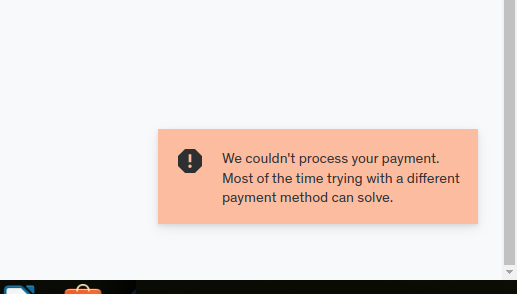 We couldn't process your payment.
Most of the time trying with a different
payment method can solve.